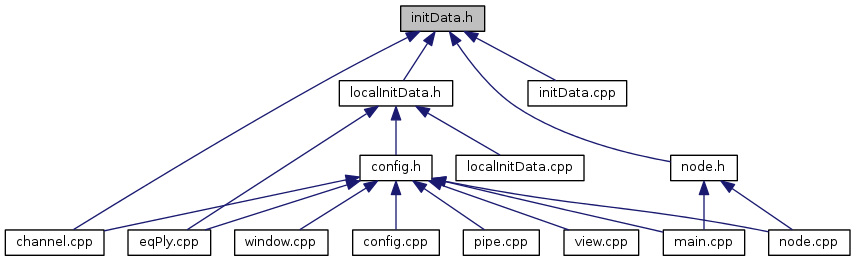 initData.h
localInitData.h
initData.cpp
config.h
localInitData.cpp
node.h
channel.cpp
eqPly.cpp
window.cpp
config.cpp
pipe.cpp
view.cpp
main.cpp
node.cpp